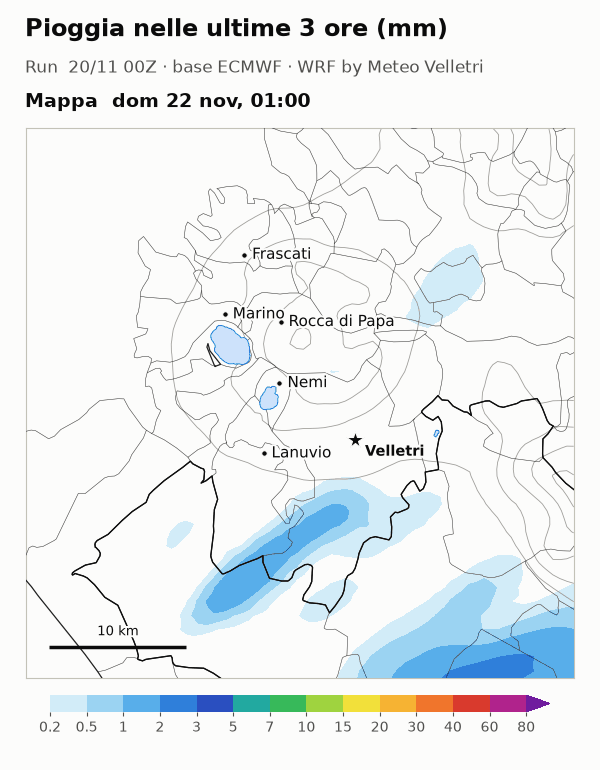 Pioggia nelle ultime 3 ore (mm)
Run  20/11 00Z · base ECMWF · WRF by Meteo Velletri
Mappa  dom 22 nov, 01:00
Frascati
Marino
Rocca di Papa
Nemi
Velletri
Lanuvio
10 km
0.2 0.5 1 2 3 5 7 10 15 20 30 40 60 80